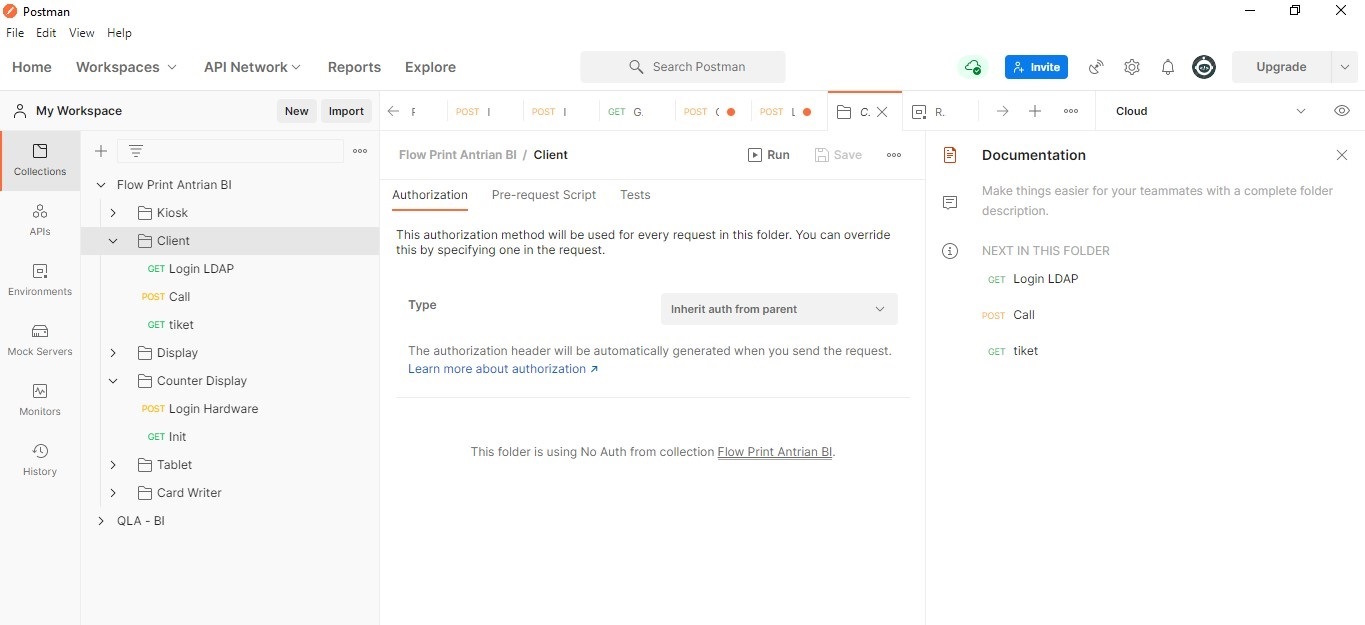 Postman
File Edit View Help
Home Workspaces API Network Reports Explore Search Postman Invite Upgrade
My Workspace New Import
POST I POST I GET G. POST POST L C. R. Cloud
Collections
APIs
Environments
Mock Servers
Monitors
History
Flow Print Antrian BI
Kiosk
Client
GET Login LDAP
POST Call
GET tiket
Display
Counter Display
POST Login Hardware
GET Init
Tablet
Card Writer
QLA - BI
Flow Print Antrian BI / Client Run Save
Authorization Pre-request Script Tests
This authorization method will be used for every request in this folder. You can override
this by specifying one in the request.
Type Inherit auth from parent
The authorization header will be automatically generated when you send the request.
Learn more about authorization ↗
This folder is using No Auth from collection Flow Print Antrian BI.
Documentation
Make things easier for your teammates with a complete folder
description.
NEXT IN THIS FOLDER
GET Login LDAP
POST Call
GET tiket